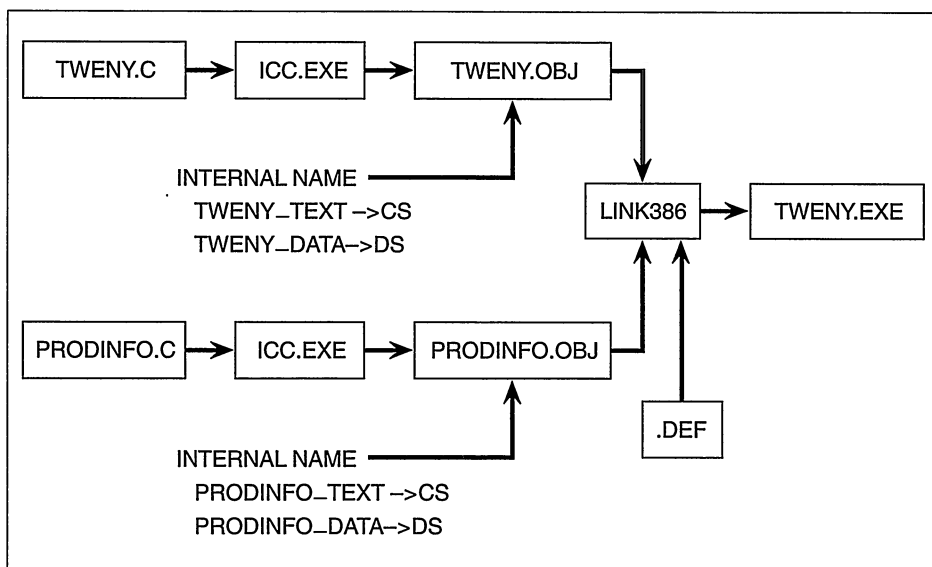 TWENY.C
ICC.EXE
TWENY.OBJ
INTERNAL NAME
TWENY_TEXT ->CS
TWENY_DATA->DS
LINK386
TWENY.EXE
PRODINFO.C
ICC.EXE
PRODINFO.OBJ
.DEF
INTERNAL NAME
PRODINFO_TEXT ->CS
PRODINFO_DATA->DS